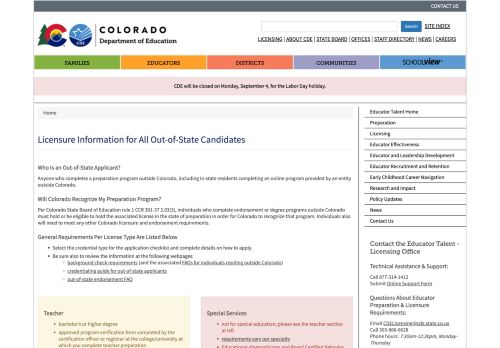 CONTACT US
COLORADO
Department of Education
CDE
Search
SITE INDEX
LICENSING | ABOUT CDE | STATE BOARD | OFFICES | STAFF DIRECTORY | NEWS | CAREERS
FAMILIES
EDUCATORS
DISTRICTS
COMMUNITIES
SCHOOLVIEW
CDE will be closed on Monday, September 4, for the Labor Day holiday.
Home
Licensure Information for All Out-of-State Candidates
Who Is an Out-of-State Applicant?
Anyone who completes a preparation program outside Colorado, including in-state residents completing an online program provided by an entity
outside Colorado.
Will Colorado Recognize My Preparation Program?
Per Colorado State Board of Education rule 1 CCR 301-37 2.03(3), individuals who complete endorsement or degree programs outside Colorado
must hold or be eligible to hold the associated license in the state of preparation in order for Colorado to recognize that program. Individuals also
will need to meet any other Colorado licensure and endorsement requirements.
General Requirements Per License Type Are Listed Below
Select the credential type for the application checklist and complete details on how to apply.
Be sure also to review the information at the following webpages:
background check requirements (and the associated FAQs for individuals residing outside Colorado)
credentialing guide for out-of-state applicants
out-of-state endorsement FAQ
Teacher
bachelor's or higher degree
approved program verification form completed by the
certification officer or registrar at the college/university at
which you complete teacher preparation
Special Services
not for special education; please see the teacher section
at left
requirements vary per specialty
Educational Diagnosticians and Board Certified Behavior
Educator Talent Home
Preparation
Licensing
Educator Effectiveness
Educator and Leadership Development
Educator Recruitment and Retention
Early Childhood Career Navigation
Research and Impact
Policy Updates
News
Contact Us
Contact the Educator Talent -
Licensing Office
Technical Assistance & Support:
Call 877-314-1412
Submit Online Support Form
Questions About Educator
Preparation & Licensure
Requirements:
Email CDELicensing@cde.state.co.us
Call 303-866-6628
Phone hours: 7:30am-12:30pm, Monday-
Thursday